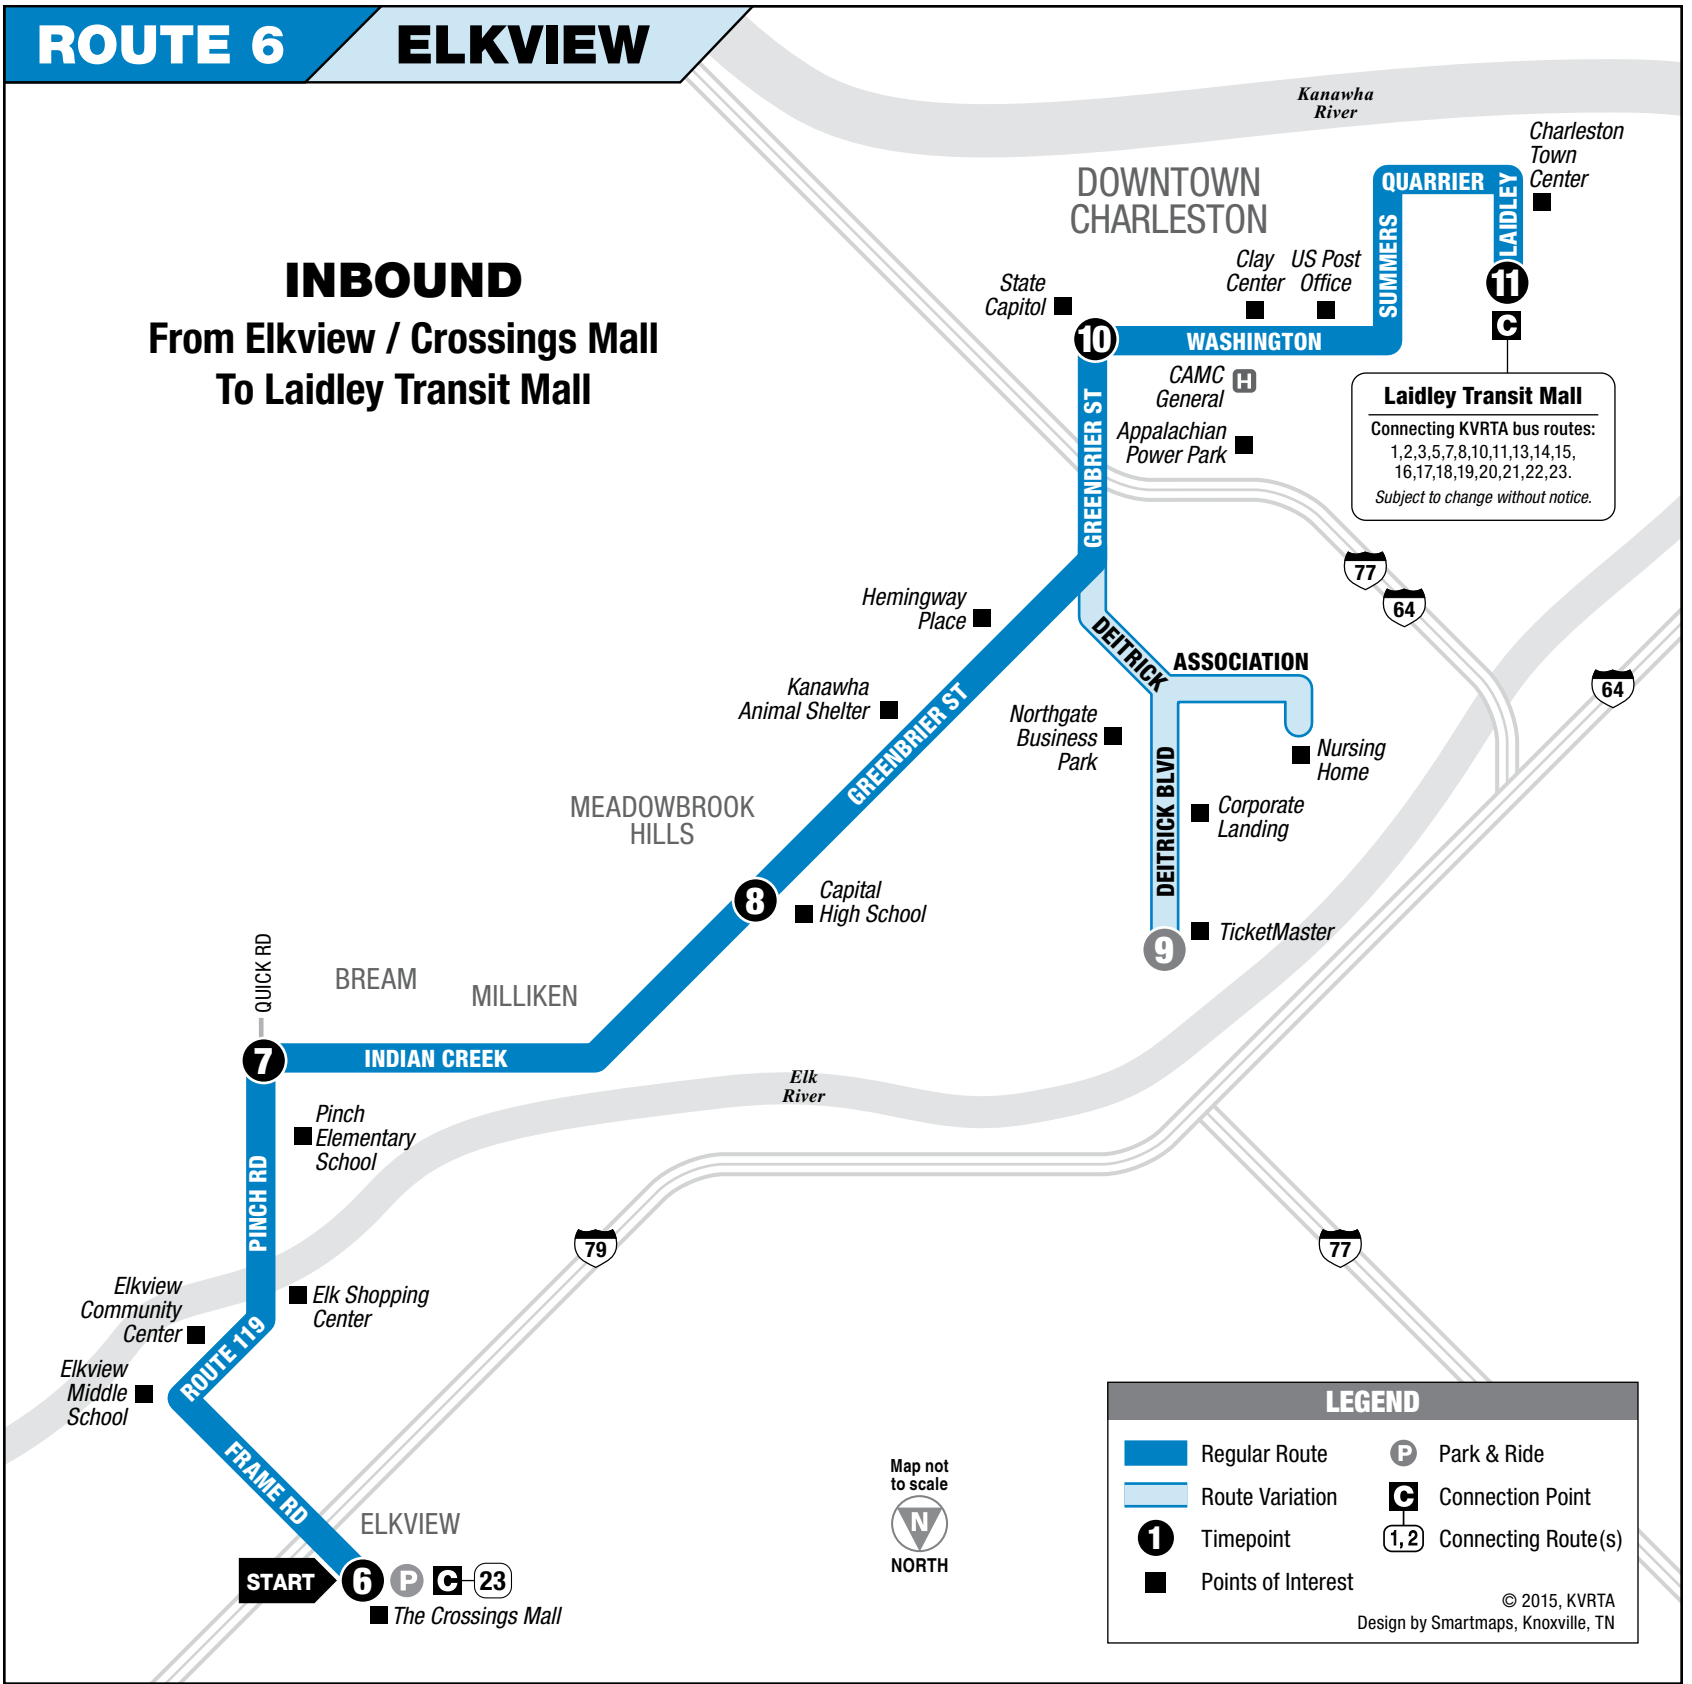 ROUTE 6
ELKVIEW
Kanawha
River
Charleston
Town
Center
DOWNTOWN
CHARLESTON
QUARRIER
LAIDLEY
SUMMERS
INBOUND
From Elkview / Crossings Mall
To Laidley Transit Mall
State
Capitol
Clay
Center
US Post
Office
11
C
10
WASHINGTON
CAMC
General
H
Appalachian
Power Park
GREENBRIER ST
Laidley Transit Mall
Connecting KVRTA bus routes:
1,2,3,5,7,8,10,11,13,14,15,
16,17,18,19,20,21,22,23.
Subject to change without notice.
77
64
64
Hemingway
Place
DEITRICK
ASSOCIATION
Kanawha
Animal Shelter
GREENBRIER ST
Northgate
Business
Park
Nursing
Home
DEITRICK BLVD
Corporate
Landing
MEADOWBROOK
HILLS
8
Capital
High School
TicketMaster
9
QUICK RD
BREAM
MILLIKEN
7
INDIAN CREEK
Elk
River
Pinch
Elementary
School
PINCH RD
79
77
Elkview
Community
Center
Elk Shopping
Center
ROUTE 119
Elkview
Middle
School
FRAME RD
ELKVIEW
START
6
P
C
23
The Crossings Mall
Map not
to scale
N
NORTH
LEGEND
Regular Route
P
Park & Ride
Route Variation
C
Connection Point
1
Timepoint
1, 2
Connecting Route(s)
Points of Interest
© 2015, KVRTA
Design by Smartmaps, Knoxville, TN